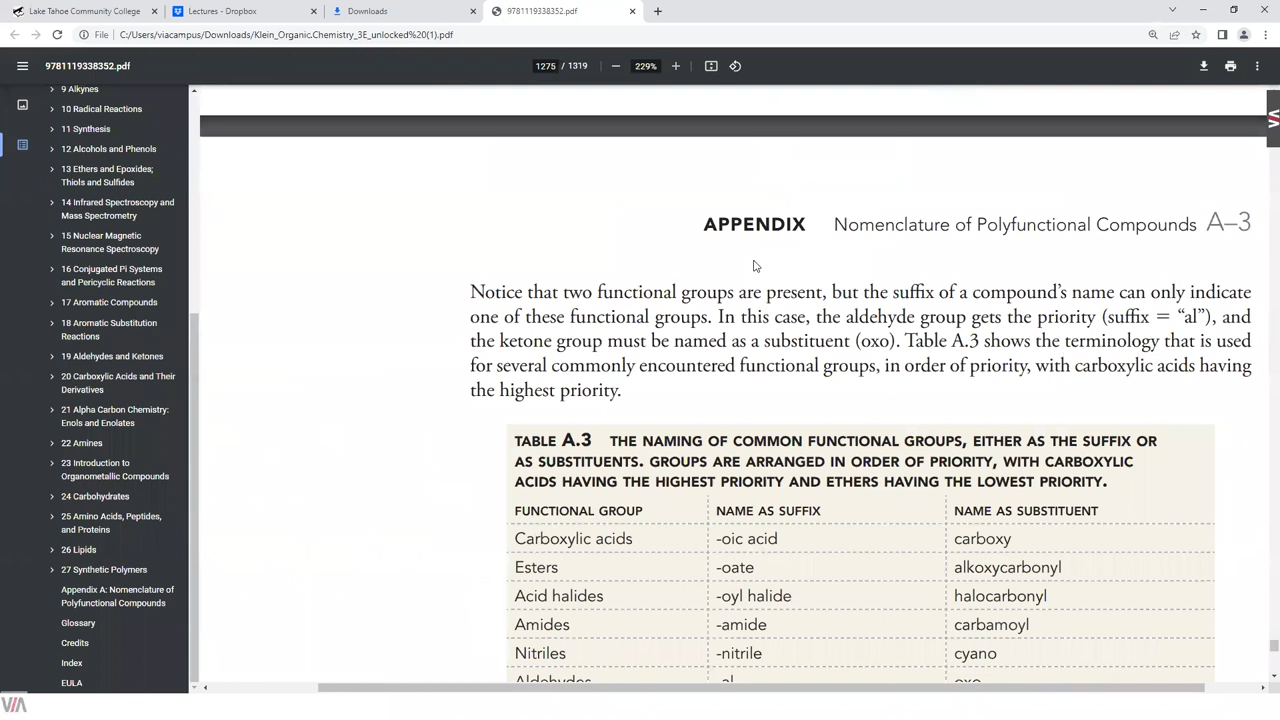 Lake Tahoe Community College
Lectures - Dropbox
Downloads
9781119338352.pdf
File
C:/Users/viacampus/Downloads/Klein_Organic.Chemistry_3E_unlocked%20(1).pdf
9781119338352.pdf
1275 / 1319
229%
9 Alkynes
10 Radical Reactions
11 Synthesis
12 Alcohols and Phenols
13 Ethers and Epoxides;
Thiols and Sulfides
14 Infrared Spectroscopy and
Mass Spectrometry
15 Nuclear Magnetic
Resonance Spectroscopy
16 Conjugated Pi Systems
and Pericyclic Reactions
17 Aromatic Compounds
18 Aromatic Substitution
Reactions
19 Aldehydes and Ketones
20 Carboxylic Acids and Their
Derivatives
21 Alpha Carbon Chemistry:
Enols and Enolates
22 Amines
23 Introduction to
Organometallic Compounds
24 Carbohydrates
25 Amino Acids, Peptides,
and Proteins
26 Lipids
27 Synthetic Polymers
Appendix A: Nomenclature of
Polyfunctional Compounds
Glossary
Credits
Index
EULA
APPENDIX Nomenclature of Polyfunctional Compounds A–3
Notice that two functional groups are present, but the suffix of a compound's name can only indicate
one of these functional groups. In this case, the aldehyde group gets the priority (suffix = “al”), and
the ketone group must be named as a substituent (oxo). Table A.3 shows the terminology that is used
for several commonly encountered functional groups, in order of priority, with carboxylic acids having
the highest priority.
TABLE A.3 THE NAMING OF COMMON FUNCTIONAL GROUPS, EITHER AS THE SUFFIX OR
AS SUBSTITUENTS. GROUPS ARE ARRANGED IN ORDER OF PRIORITY, WITH CARBOXYLIC
ACIDS HAVING THE HIGHEST PRIORITY AND ETHERS HAVING THE LOWEST PRIORITY.
FUNCTIONAL GROUP NAME AS SUFFIX NAME AS SUBSTITUENT
Carboxylic acids -oic acid carboxy
Esters -oate alkoxycarbonyl
Acid halides -oyl halide halocarbonyl
Amides -amide carbamoyl
Nitriles -nitrile cyano
Aldehydes -al oxo
VIA